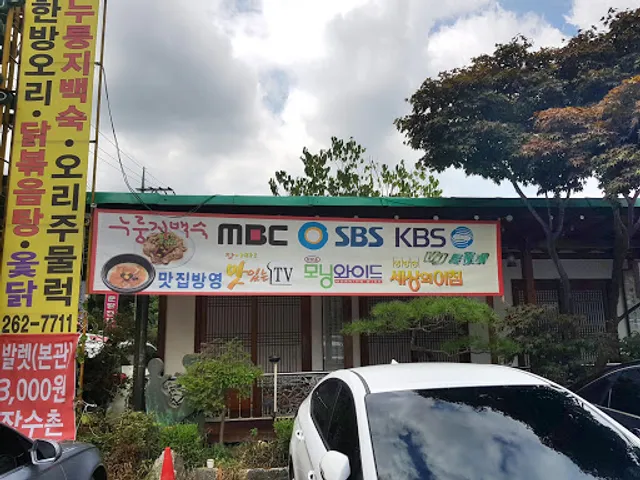 누룽지백숙·오리주물럭
한방오리·닭볶음탕·옻닭
262-7711
발렛(본관)
3,000원
장수촌
누룽지백숙
맛집방영
MBC
SBS
KBS
맛있는TV
모닝와이드
MORNING WIDE
세상의아침